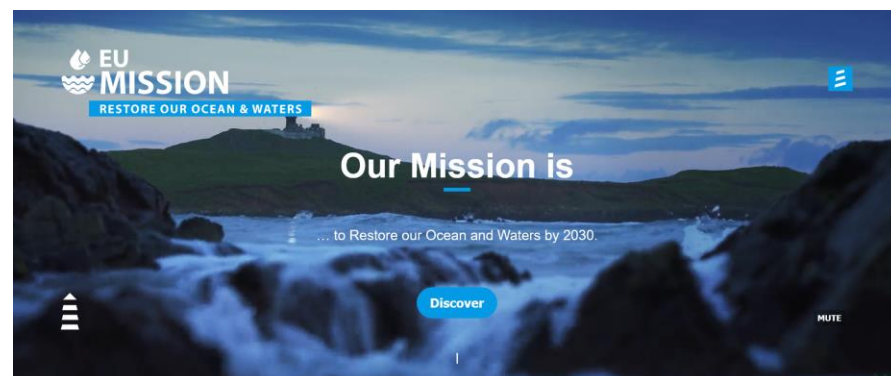 EU
MISSION
RESTORE OUR OCEAN & WATERS
Our Mission is
... to Restore our Ocean and Waters by 2030.
Discover
MUTE